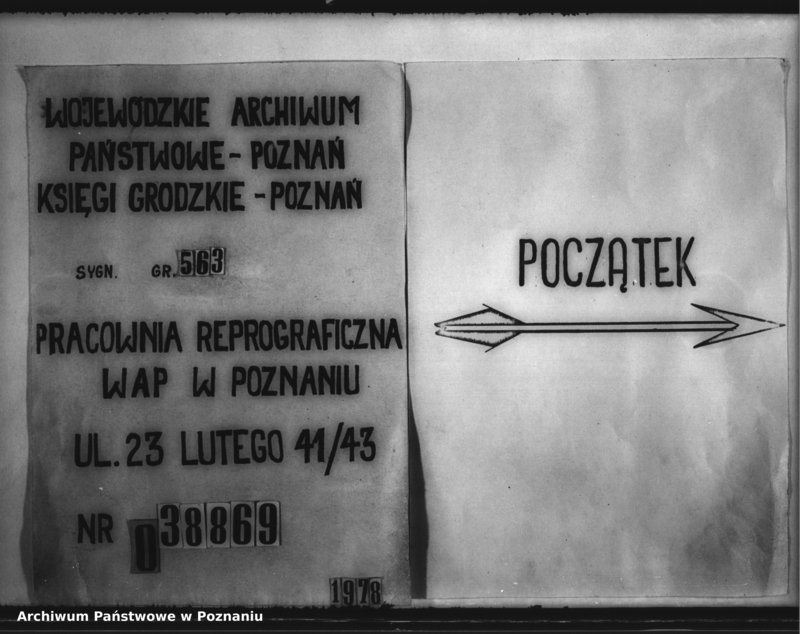 WOJEWÓDZKIE ARCHIWUM
PAŃSTWOWE - POZNAŃ
KSIĘGI GRODZKIE - POZNAŃ
SYGN. GR. 563
PRACOWNIA REPROGRAFICZNA
WAP W POZNANIU
UL. 23 LUTEGO 41/43
NR 038869
1978
POCZĄTEK
Archiwum Państwowe w Poznaniu